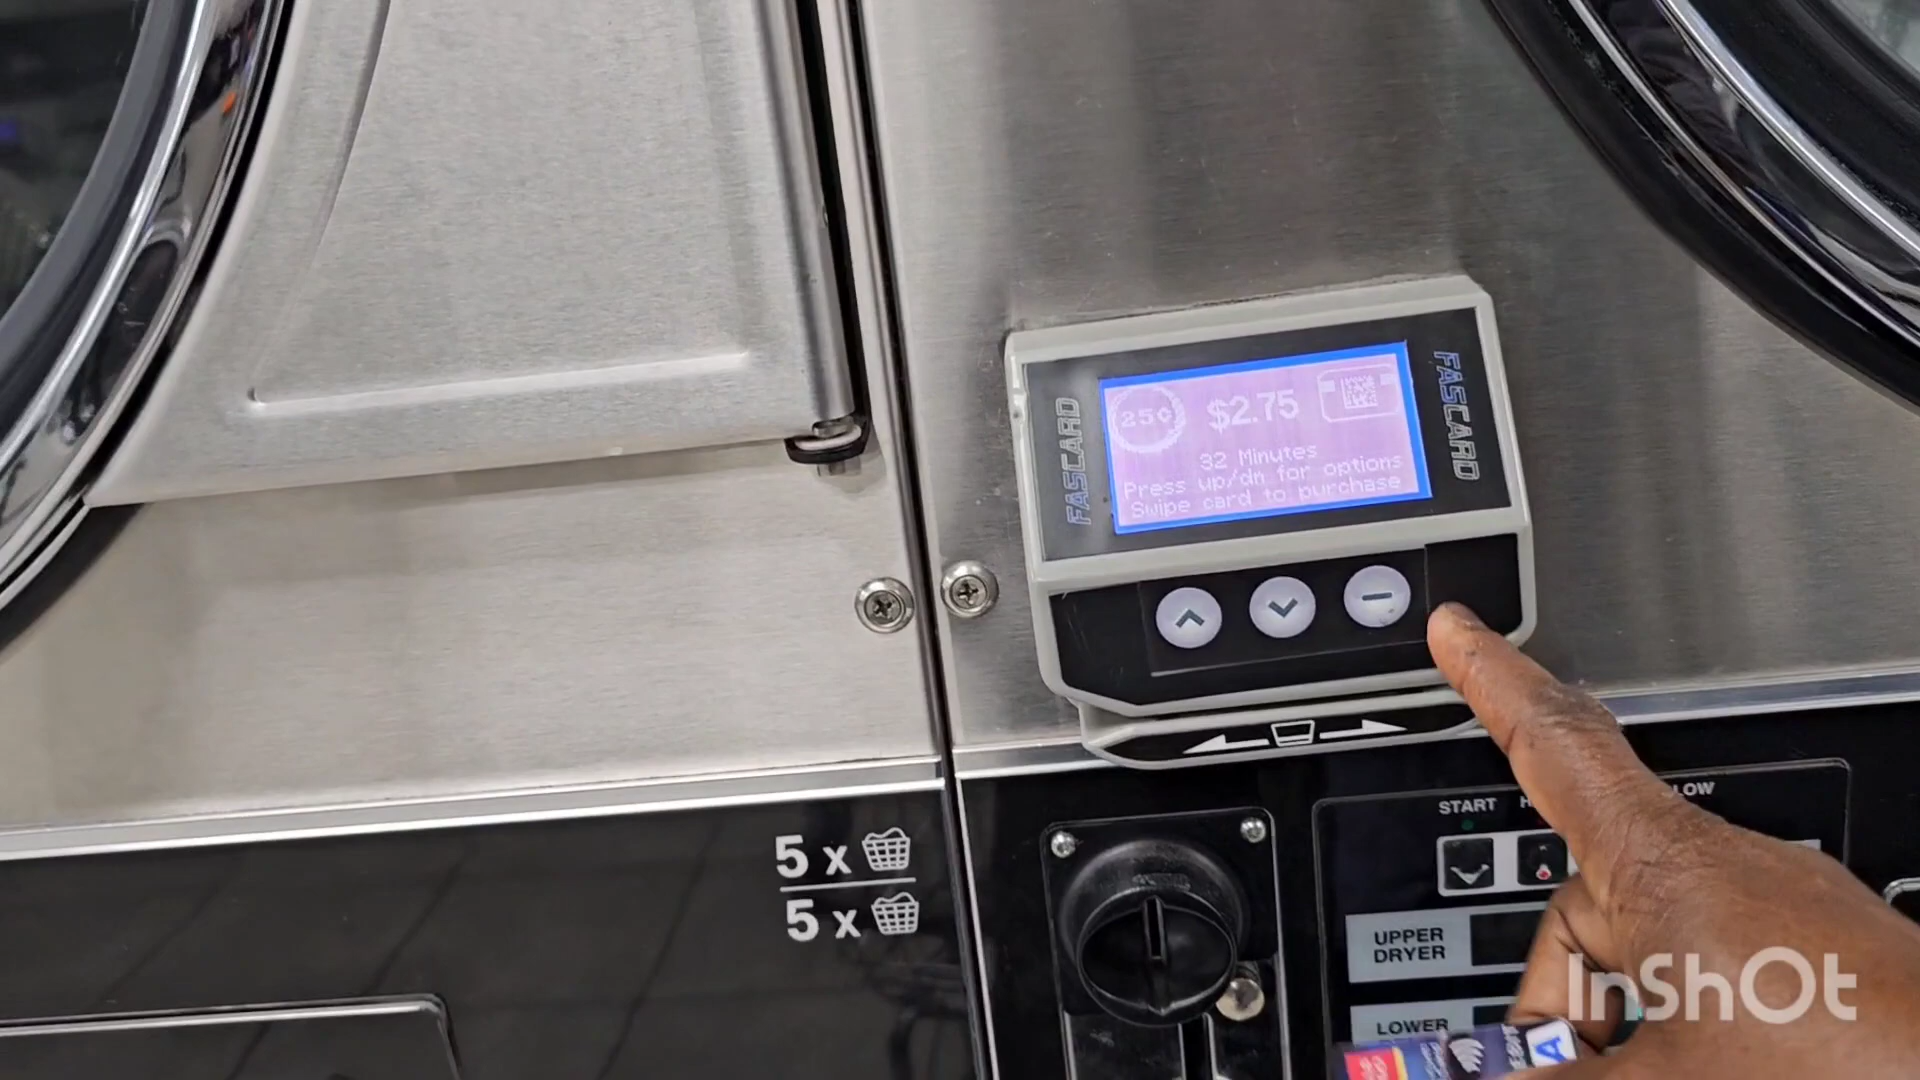 25¢
$2.75
32 Minutes
Press up/dn for options
Swipe card to purchase
FASCARD
FASCARD
5 x
5 x
START
LOW
UPPER
DRYER
LOWER
InShOt